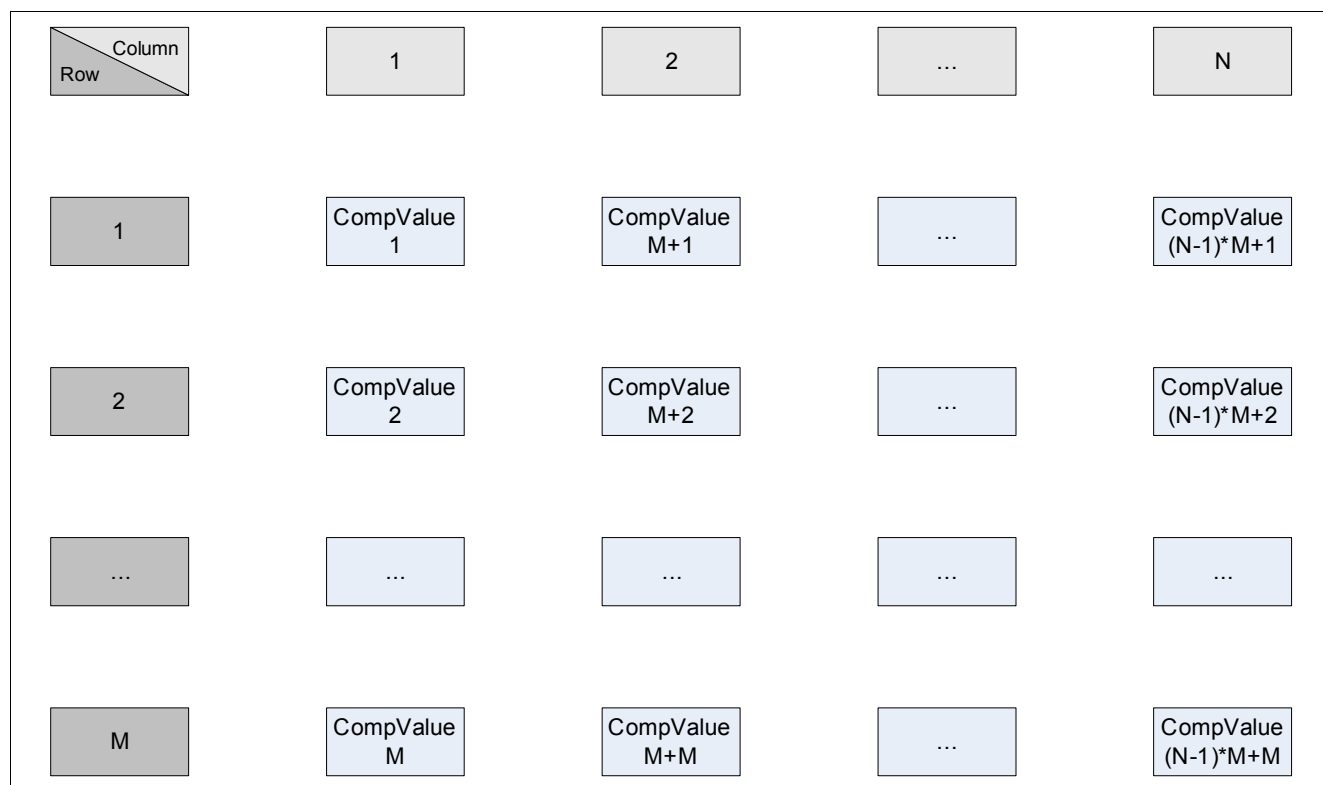 Column
Row
1
2
...
N
1
CompValue
1
CompValue
M+1
...
CompValue
(N-1)*M+1
2
CompValue
2
CompValue
M+2
...
CompValue
(N-1)*M+2
...
...
...
...
...
M
CompValue
M
CompValue
M+M
...
CompValue
(N-1)*M+M